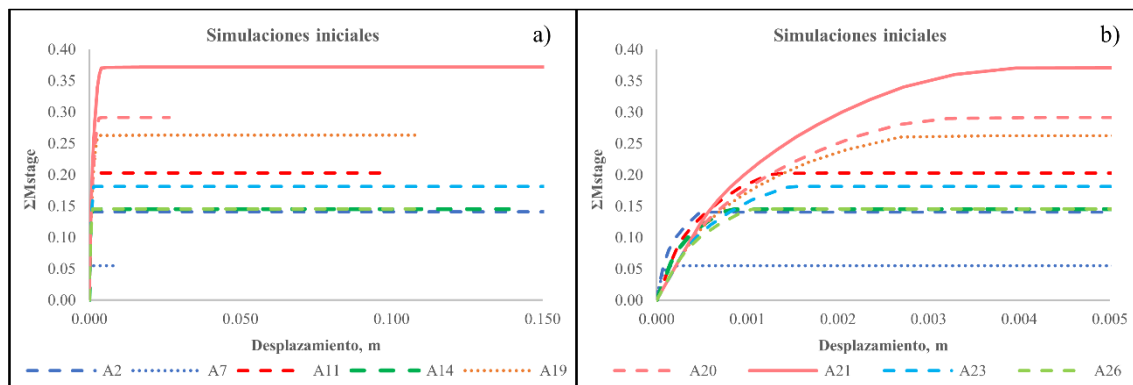 Simulaciones iniciales
a)
ΣMstage
0.40
0.35
0.30
0.25
0.20
0.15
0.10
0.05
0.00
0.000 0.050 0.100 0.150
Desplazamiento, m
A2 A7 A11 A14 A19
Simulaciones iniciales
b)
ΣMstage
0.40
0.35
0.30
0.25
0.20
0.15
0.10
0.05
0.00
0.000 0.001 0.002 0.003 0.004 0.005
Desplazamiento, m
A20 A21 A23 A26